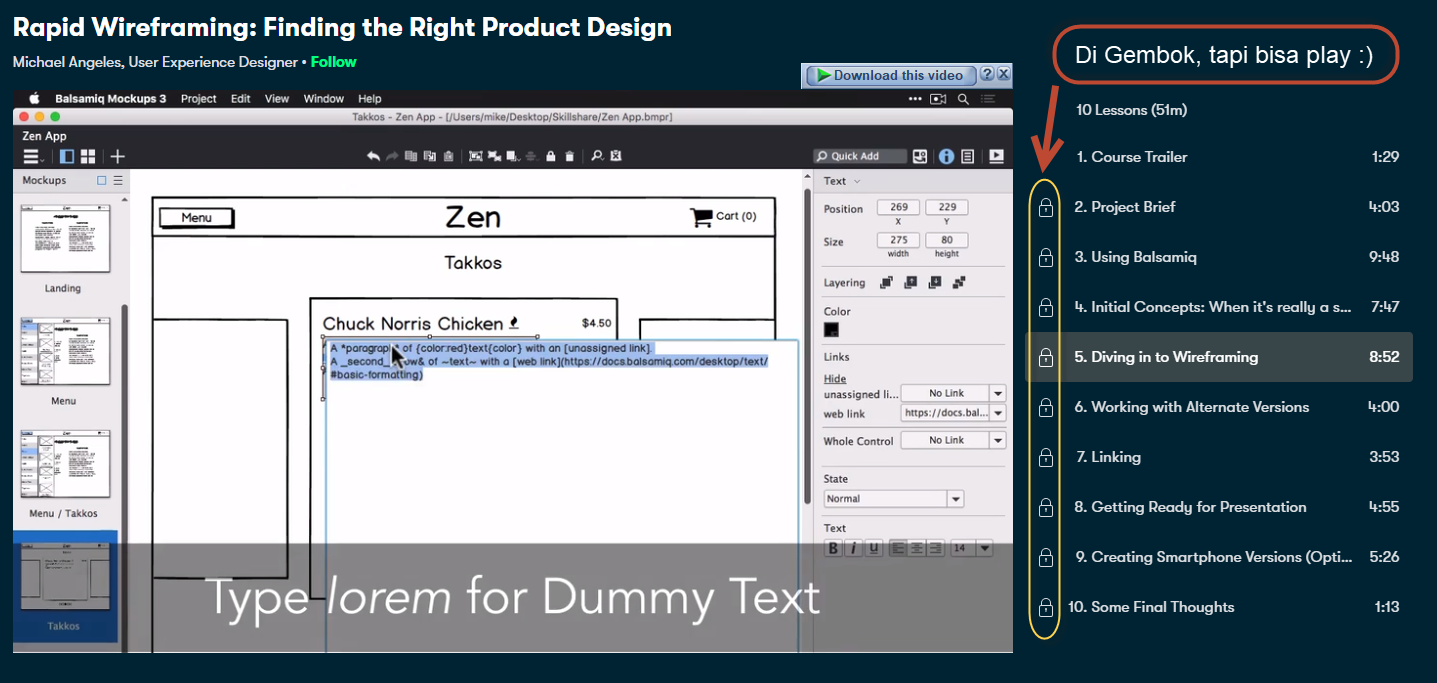 Rapid Wireframing: Finding the Right Product Design
Michael Angeles, User Experience Designer • Follow
Download this video ? X
Di Gembok, tapi bisa play :)
Balsamiq Mockups 3 Project Edit View Window Help
Takkos - Zen App - [/Users/mike/Desktop/Skillshare/Zen App.bmpr]
Zen App
Quick Add
Mockups
Landing
Menu
Menu / Takkos
Takkos
Menu
Zen
Cart (0)
Takkos
Chuck Norris Chicken
$4.50
A *paragraph* of {color:red}text{color} with an [unassigned link].
A _second_ row& of ~text~ with a [web link](https://docs.balsamiq.com/desktop/text/
#basic-formatting)
Type lorem for Dummy Text
Text
Position 269 229
X Y
Size 275 80
width height
Layering
Color
Links
Hide
unassigned li... No Link
web link https://docs.bal...
Whole Control No Link
State
Normal
Text
B i U 14
10 Lessons (51m)
1. Course Trailer 1:29
2. Project Brief 4:03
3. Using Balsamiq 9:48
4. Initial Concepts: When it's really a s... 7:47
5. Diving in to Wireframing 8:52
6. Working with Alternate Versions 4:00
7. Linking 3:53
8. Getting Ready for Presentation 4:55
9. Creating Smartphone Versions (Opti... 5:26
10. Some Final Thoughts 1:13